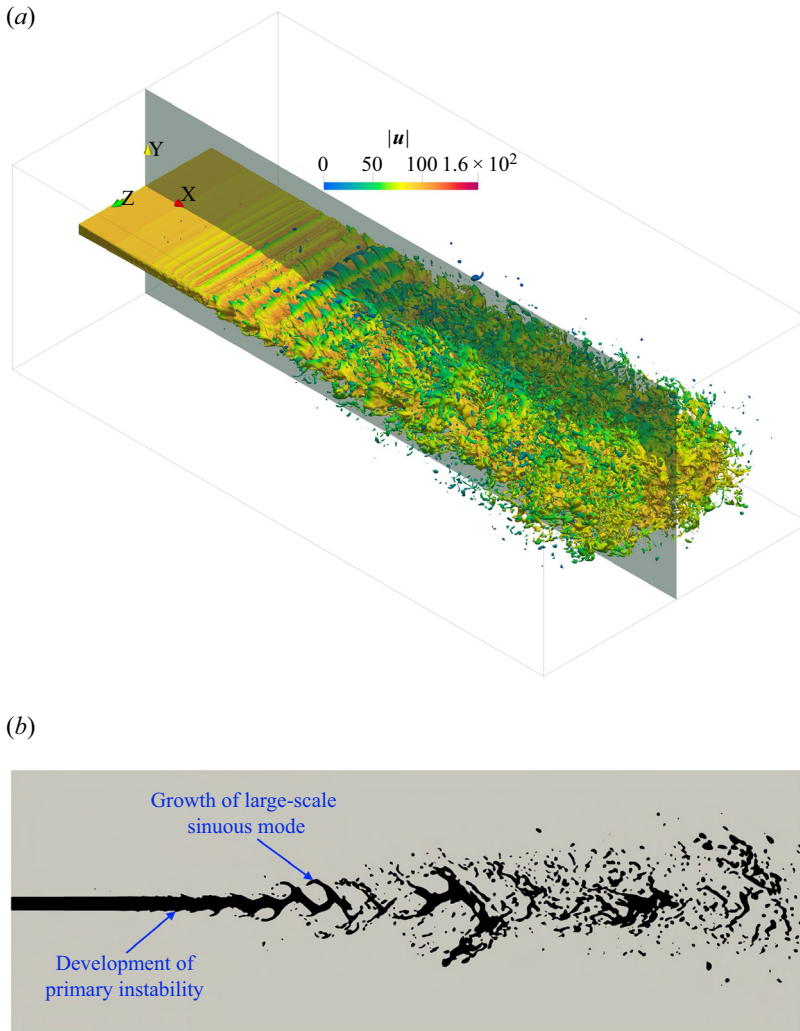 (a)
|u|
0 50 100 1.6 × 10²
Y
Z X
(b)
Growth of large-scale
sinuous mode
Development of
primary instability